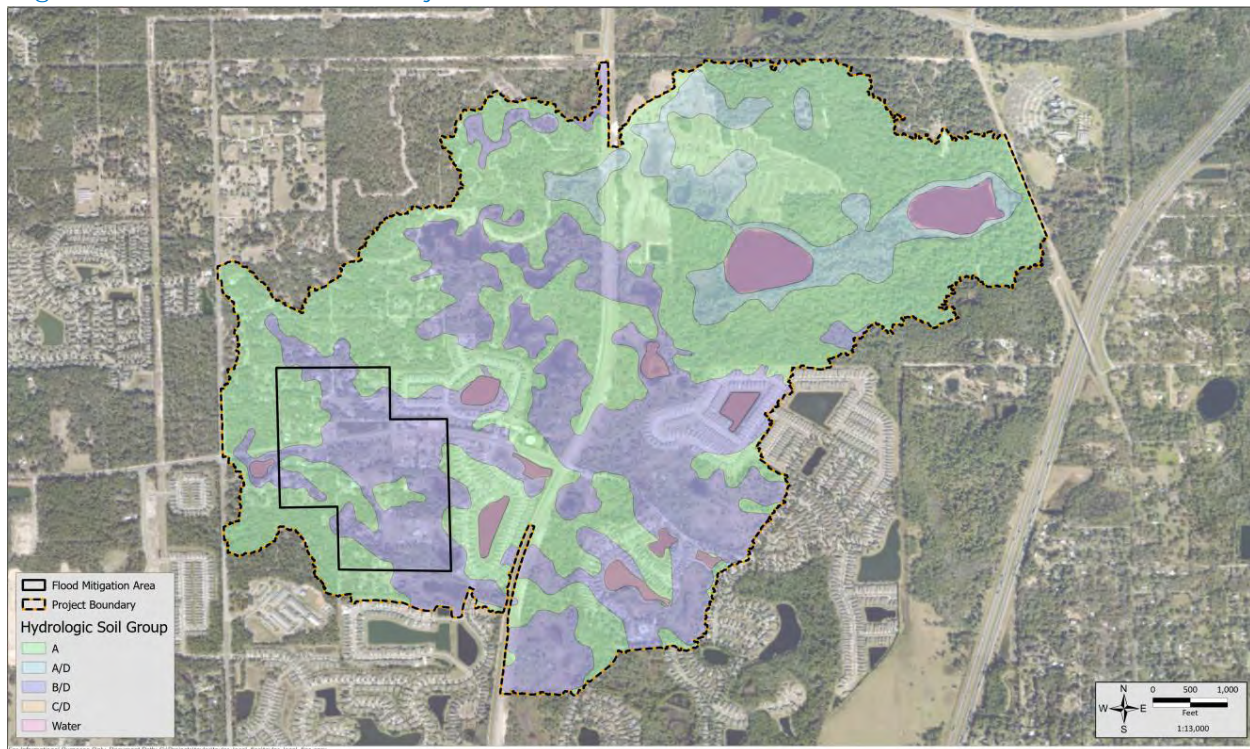 Flood Mitigation Area
Project Boundary
Hydrologic Soil Group
A
A/D
B/D
C/D
Water
N
W E
S
0 500 1,000
Feet
1:13,000